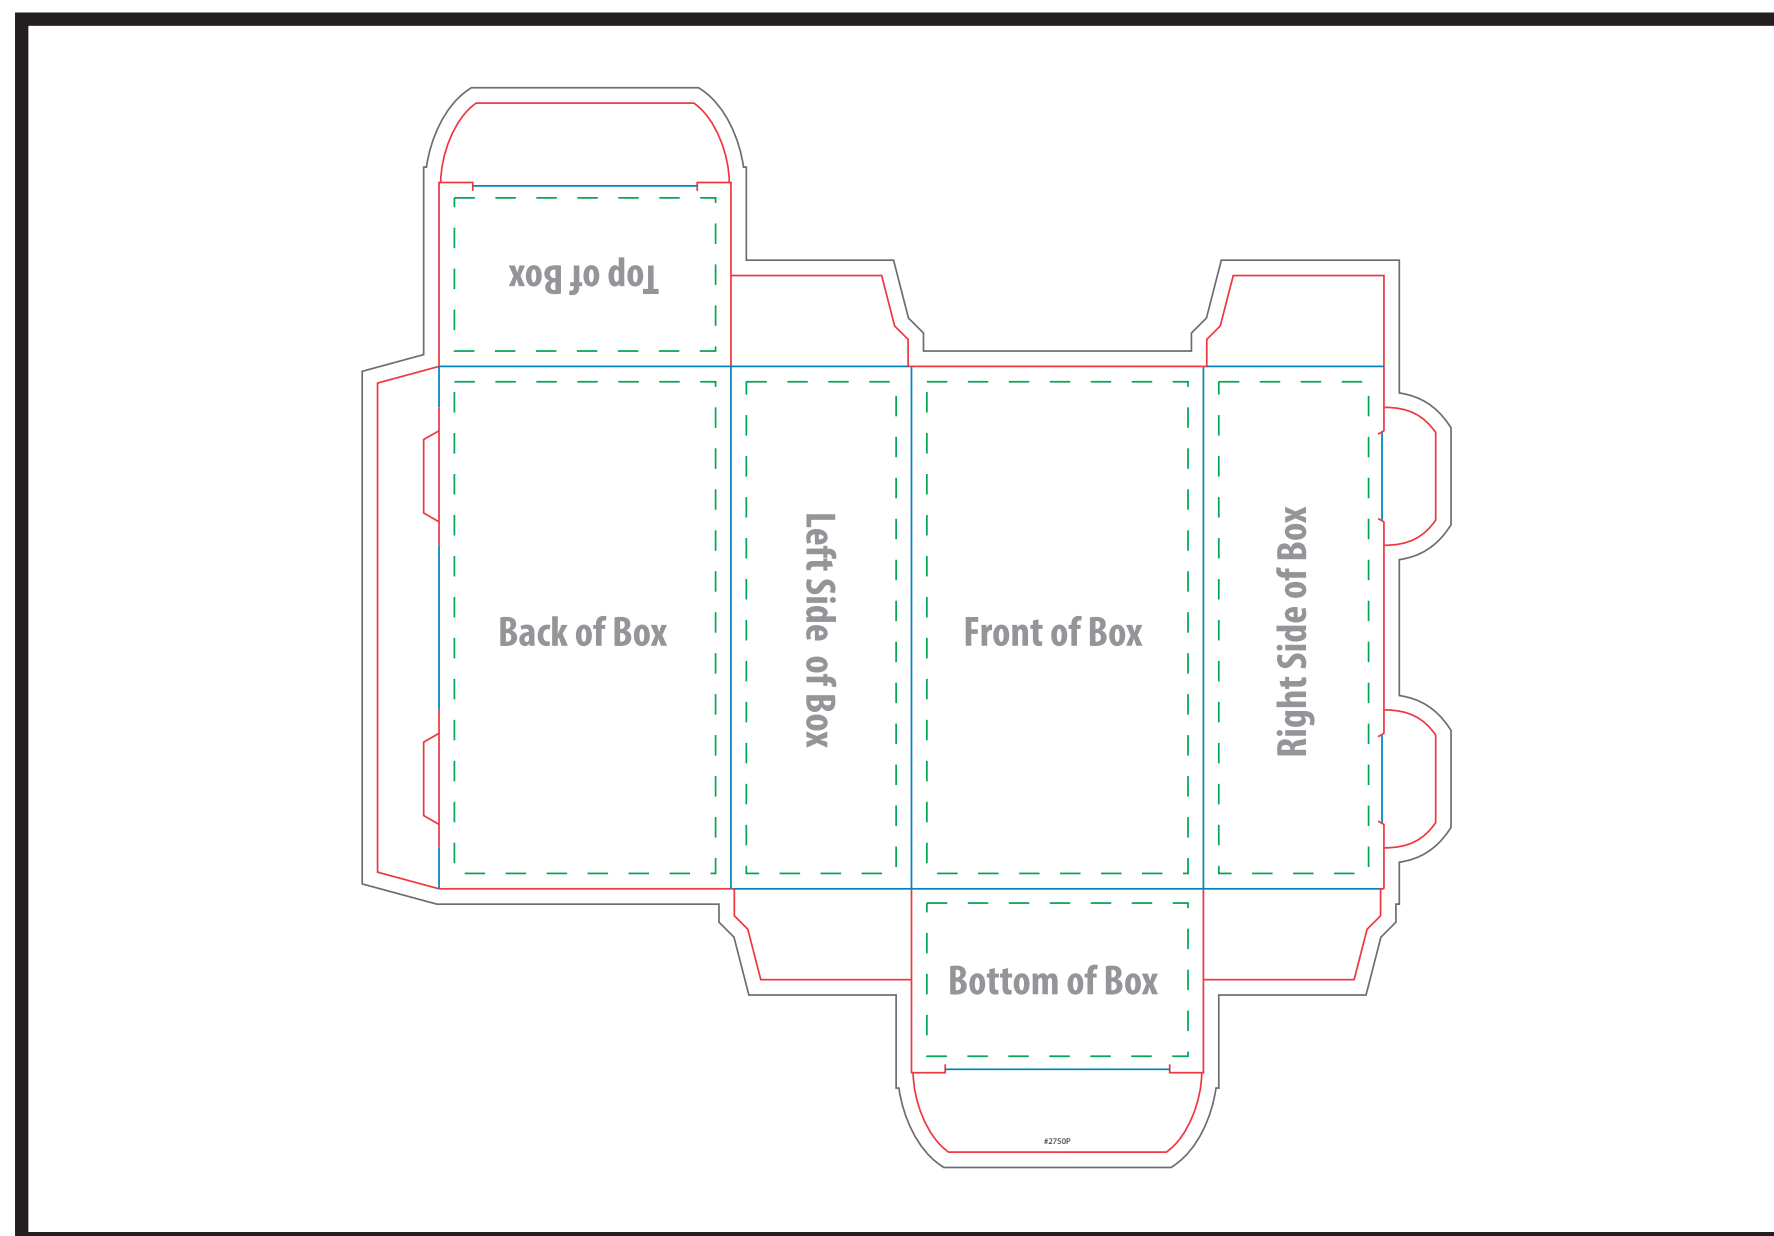 Top of Box
Back of Box
Left Side of Box
Front of Box
Right Side of Box
Bottom of Box
#2750P